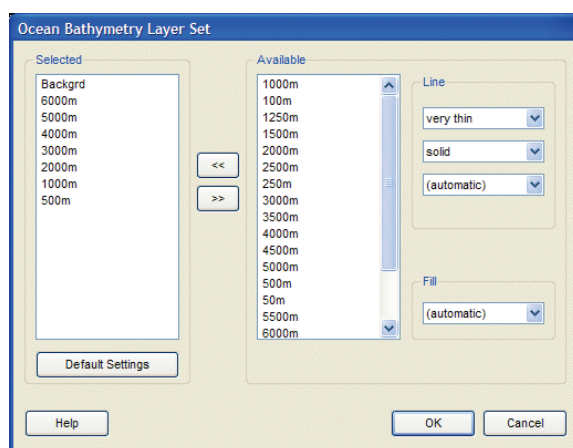 Ocean Bathymetry Layer Set
Selected
Backgrd
6000m
5000m
4000m
3000m
2000m
1000m
500m
Default Settings
<<
>>
Available
1000m
100m
1250m
1500m
2000m
2500m
250m
3000m
3500m
4000m
4500m
5000m
500m
50m
5500m
6000m
Line
very thin
solid
(automatic)
Fill
(automatic)
Help
OK
Cancel